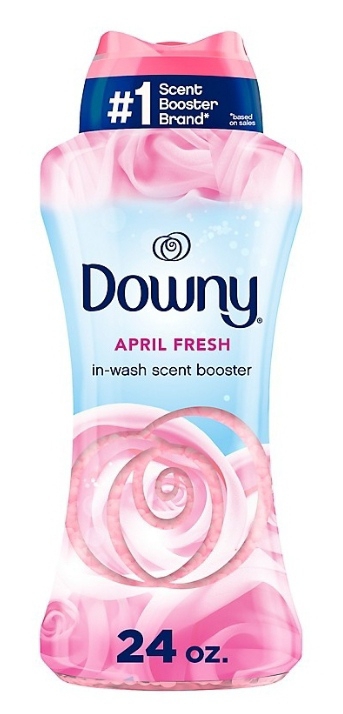 #1 Scent
Booster
Brand*
*based
on sales
Downy®
APRIL FRESH
in-wash scent booster
24 oz.